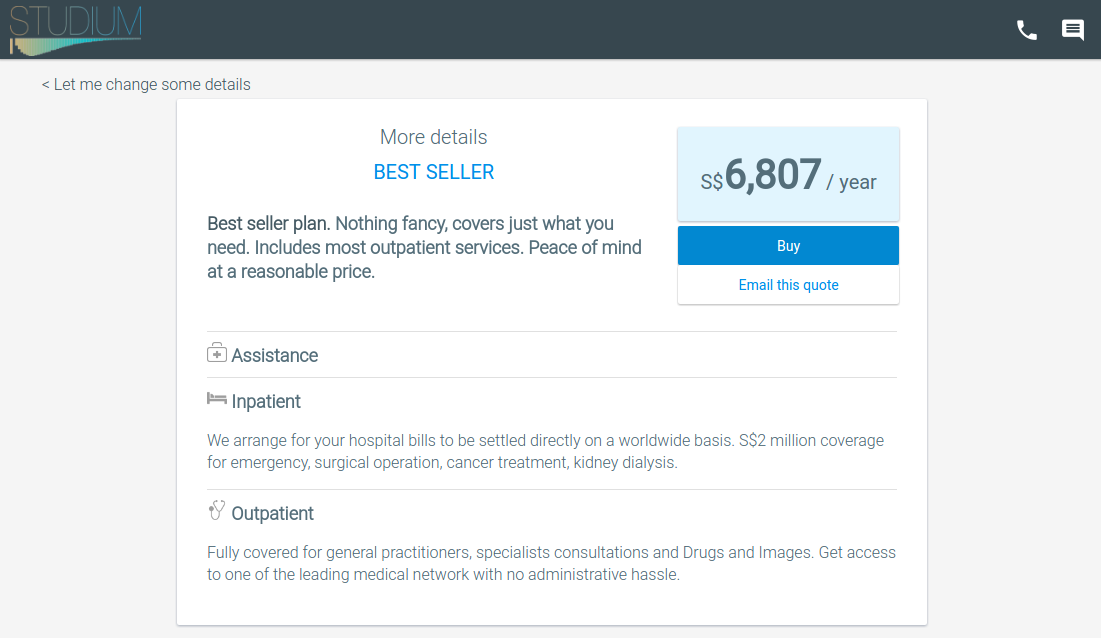 STUDIUM
< Let me change some details
More details
BEST SELLER
S$6,807 / year
Best seller plan. Nothing fancy, covers just what you
need. Includes most outpatient services. Peace of mind
at a reasonable price.
Buy
Email this quote
Assistance
Inpatient
We arrange for your hospital bills to be settled directly on a worldwide basis. S$2 million coverage
for emergency, surgical operation, cancer treatment, kidney dialysis.
Outpatient
Fully covered for general practitioners, specialists consultations and Drugs and Images. Get access
to one of the leading medical network with no administrative hassle.